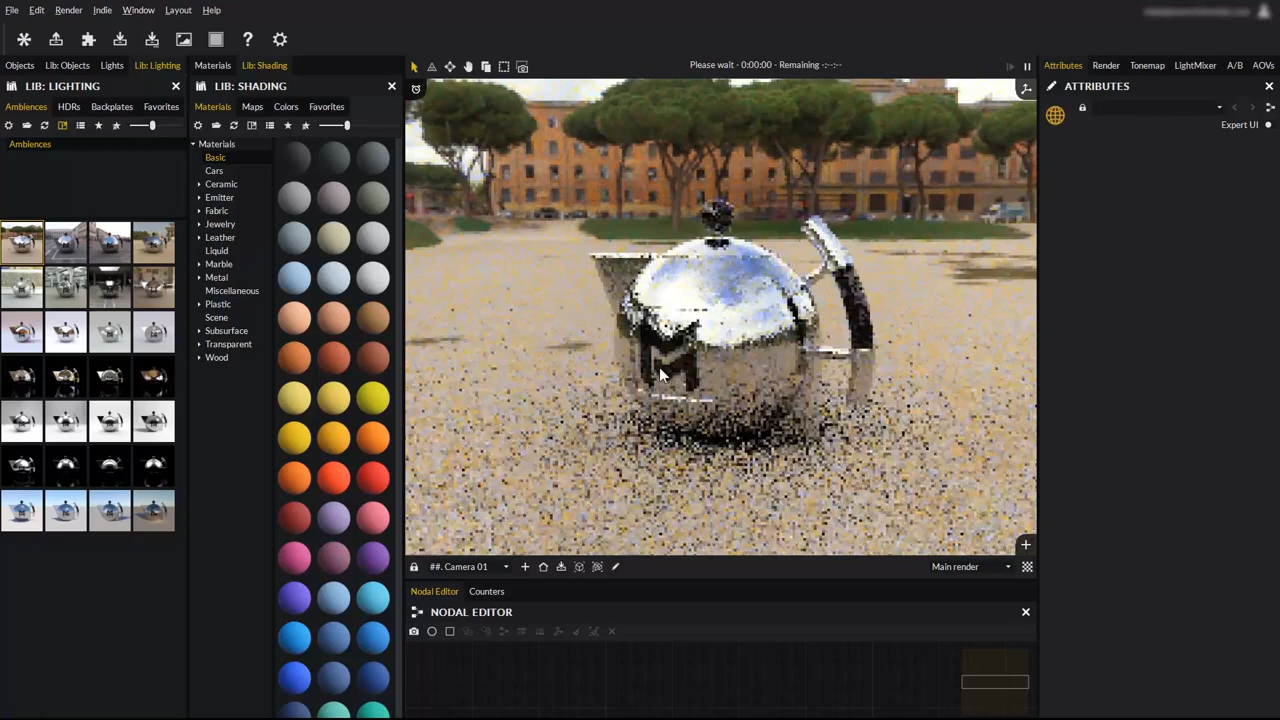 File Edit Render Indie Window Layout Help
Objects Lib: Objects Lights Lib: Lighting
LIB: LIGHTING
Ambiences HDRs Backplates Favorites
Ambiences
Materials Lib: Shading
LIB: SHADING
Materials Maps Colors Favorites
Materials
Basic
Cars
Ceramic
Emitter
Fabric
Jewelry
Leather
Liquid
Marble
Metal
Miscellaneous
Plastic
Scene
Subsurface
Transparent
Wood
Please wait - 0:00:00 - Remaining -:--:--
M
##. Camera 01
Main render
Nodal Editor Counters
NODAL EDITOR
Attributes Render Tonemap LightMixer A/B AOVs
ATTRIBUTES
Expert UI